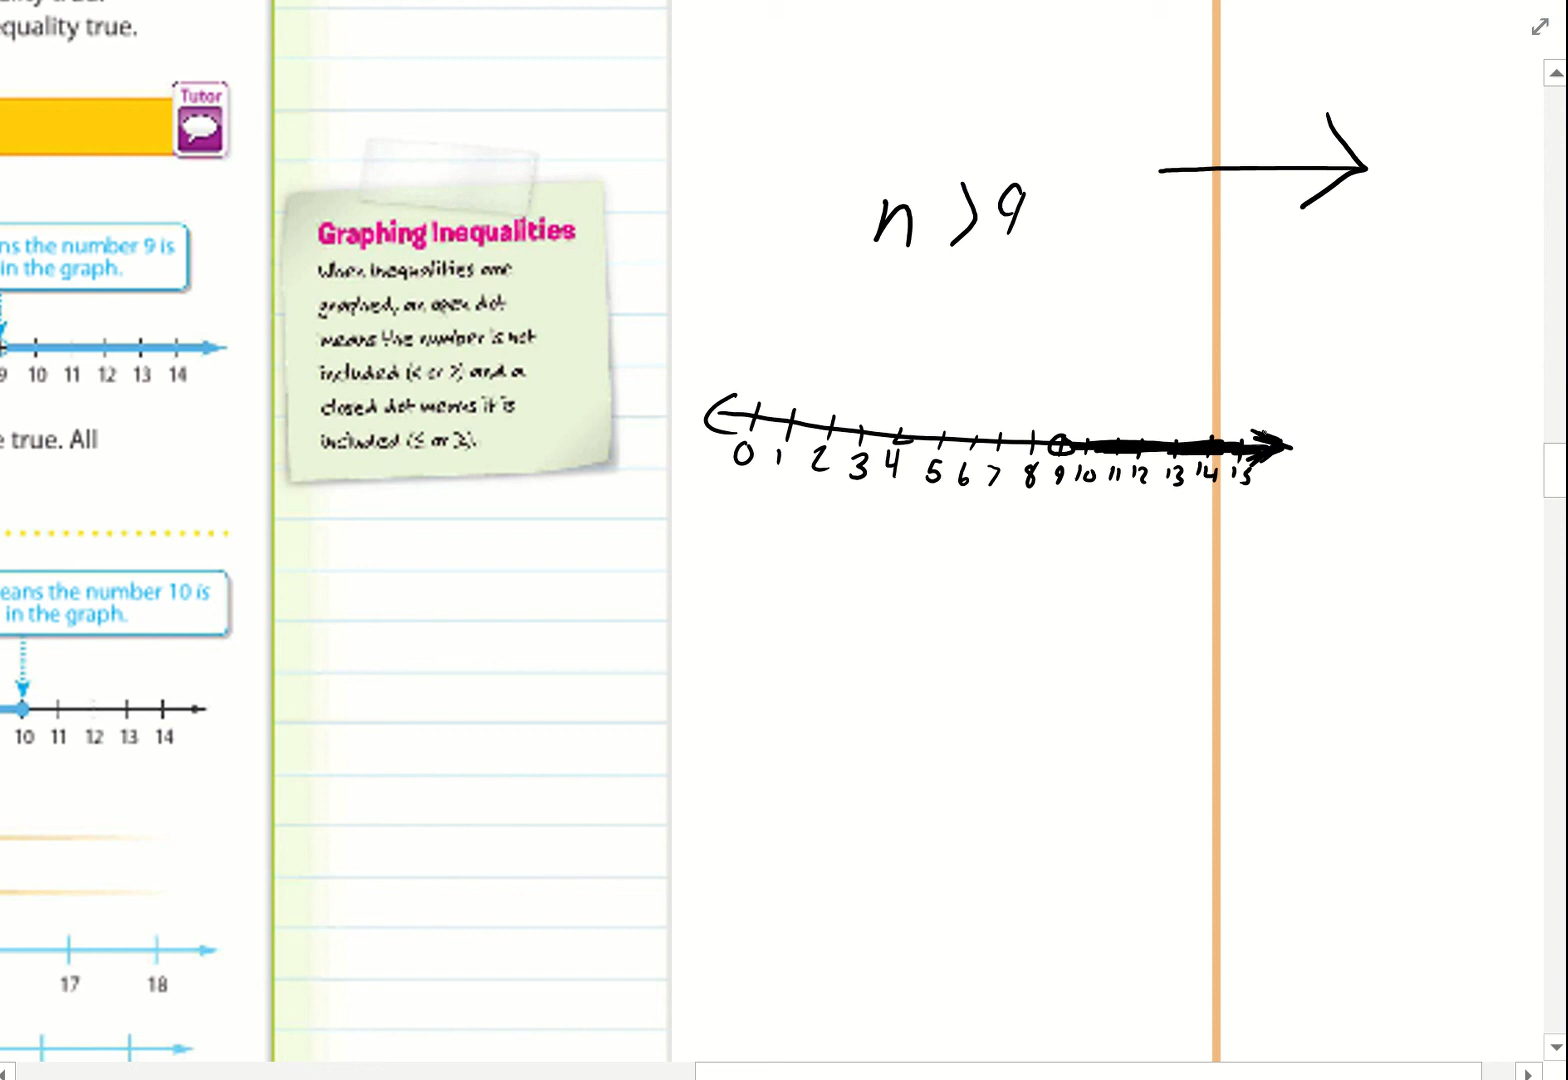 quality true.
Tutor
ns the number 9 is
in the graph.
9 10 11 12 13 14
e true. All
eans the number 10 is
in the graph.
10 11 12 13 14
17 18
Graphing Inequalities
When inequalities are
graphed, an open dot
means the number is not
included (< or >) and a
closed dot means it is
included (≤ or ≥).
n > 9
0 1 2 3 4 5 6 7 8 9 10 11 12 13 14 15